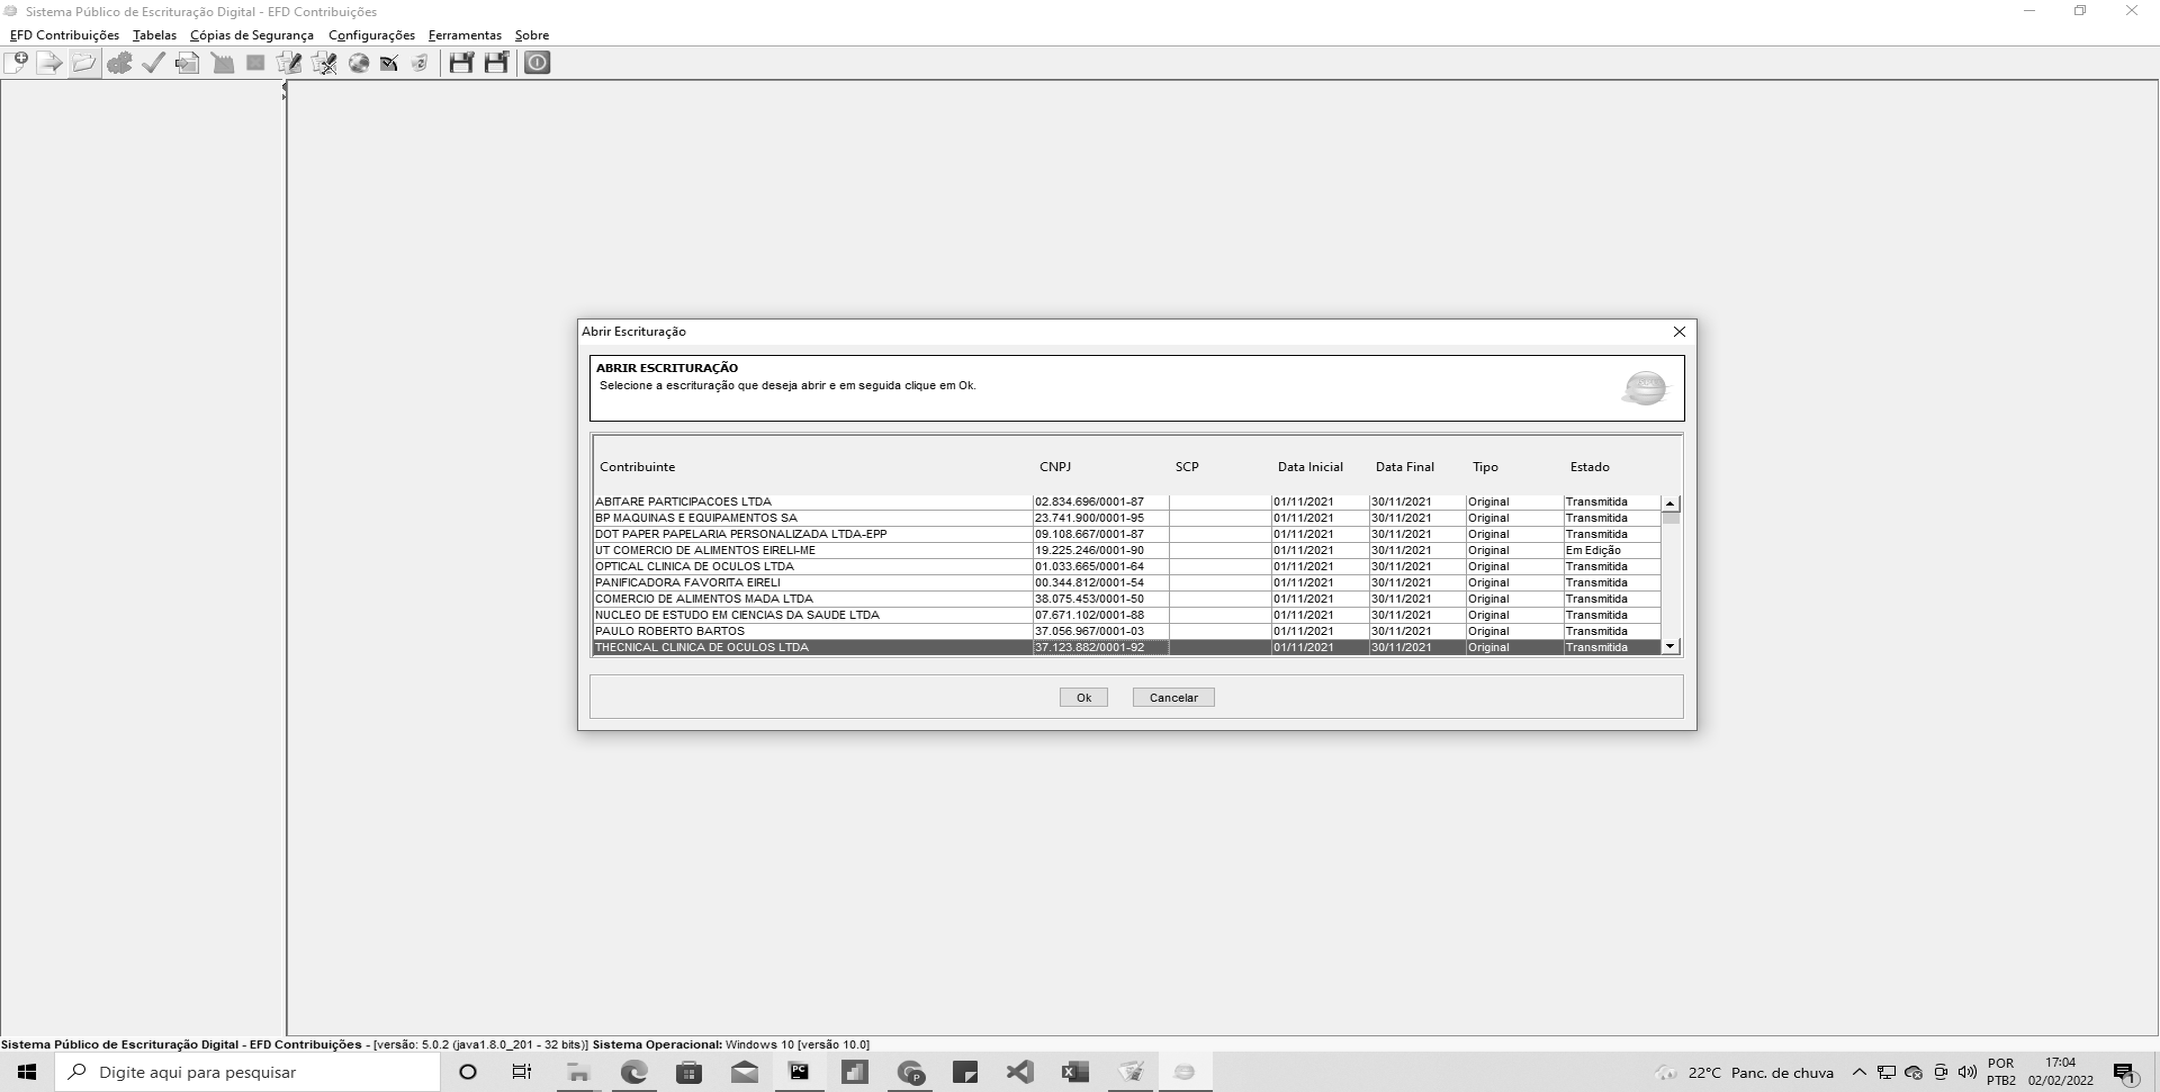 Sistema Público de Escrituração Digital - EFD Contribuições
EFD Contribuições Tabelas Cópias de Segurança Configurações Ferramentas Sobre
Abrir Escrituração
ABRIR ESCRITURAÇÃO
Selecione a escrituração que deseja abrir e em seguida clique em Ok.
Contribuinte CNPJ SCP Data Inicial Data Final Tipo Estado
ABITARE PARTICIPACOES LTDA 02.834.696/0001-87 01/11/2021 30/11/2021 Original Transmitida
BP MAQUINAS E EQUIPAMENTOS SA 23.741.900/0001-95 01/11/2021 30/11/2021 Original Transmitida
DOT PAPER PAPELARIA PERSONALIZADA LTDA-EPP 09.108.667/0001-87 01/11/2021 30/11/2021 Original Transmitida
UT COMERCIO DE ALIMENTOS EIRELI-ME 19.225.246/0001-90 01/11/2021 30/11/2021 Original Em Edição
OPTICAL CLINICA DE OCULOS LTDA 01.033.665/0001-64 01/11/2021 30/11/2021 Original Transmitida
PANIFICADORA FAVORITA EIRELI 00.344.812/0001-54 01/11/2021 30/11/2021 Original Transmitida
COMERCIO DE ALIMENTOS MADA LTDA 38.075.453/0001-50 01/11/2021 30/11/2021 Original Transmitida
NUCLEO DE ESTUDO EM CIENCIAS DA SAUDE LTDA 07.671.102/0001-88 01/11/2021 30/11/2021 Original Transmitida
PAULO ROBERTO BARTOS 37.056.967/0001-03 01/11/2021 30/11/2021 Original Transmitida
THECNICAL CLINICA DE OCULOS LTDA 37.123.882/0001-92 01/11/2021 30/11/2021 Original Transmitida
Ok Cancelar
Sistema Público de Escrituração Digital - EFD Contribuições - [versão: 5.0.2 (java1.8.0_201 - 32 bits)] Sistema Operacional: Windows 10 [versão 10.0]
Digite aqui para pesquisar
PC
22°C Panc. de chuva
POR
PTB2
17:04
02/02/2022
1